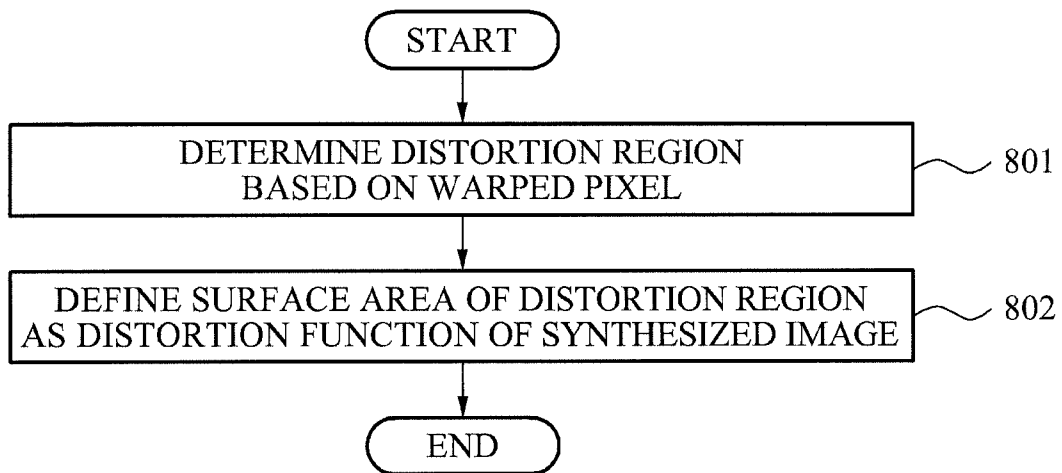 START
DETERMINE DISTORTION REGION
BASED ON WARPED PIXEL
801
DEFINE SURFACE AREA OF DISTORTION REGION
AS DISTORTION FUNCTION OF SYNTHESIZED IMAGE
802
END